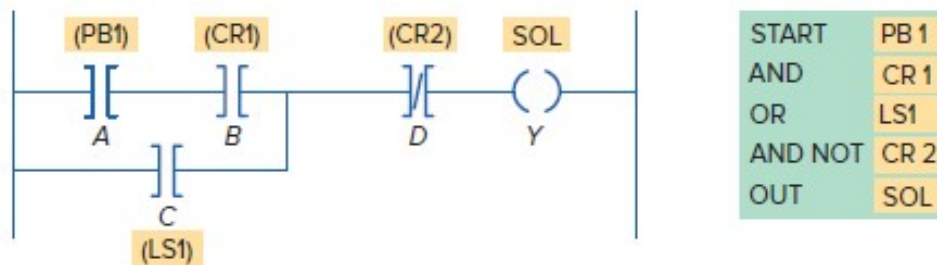 (PB1) (CR1) (CR2) SOL
A B D Y
C
(LS1)
START PB 1
AND CR 1
OR LS1
AND NOT CR 2
OUT SOL